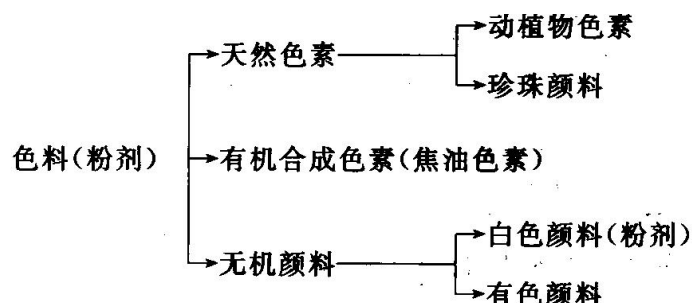 动植物色素
天然色素
珍珠颜料
色料(粉剂)
有机合成色素(焦油色素)
白色颜料(粉剂)
无机颜料
有色颜料